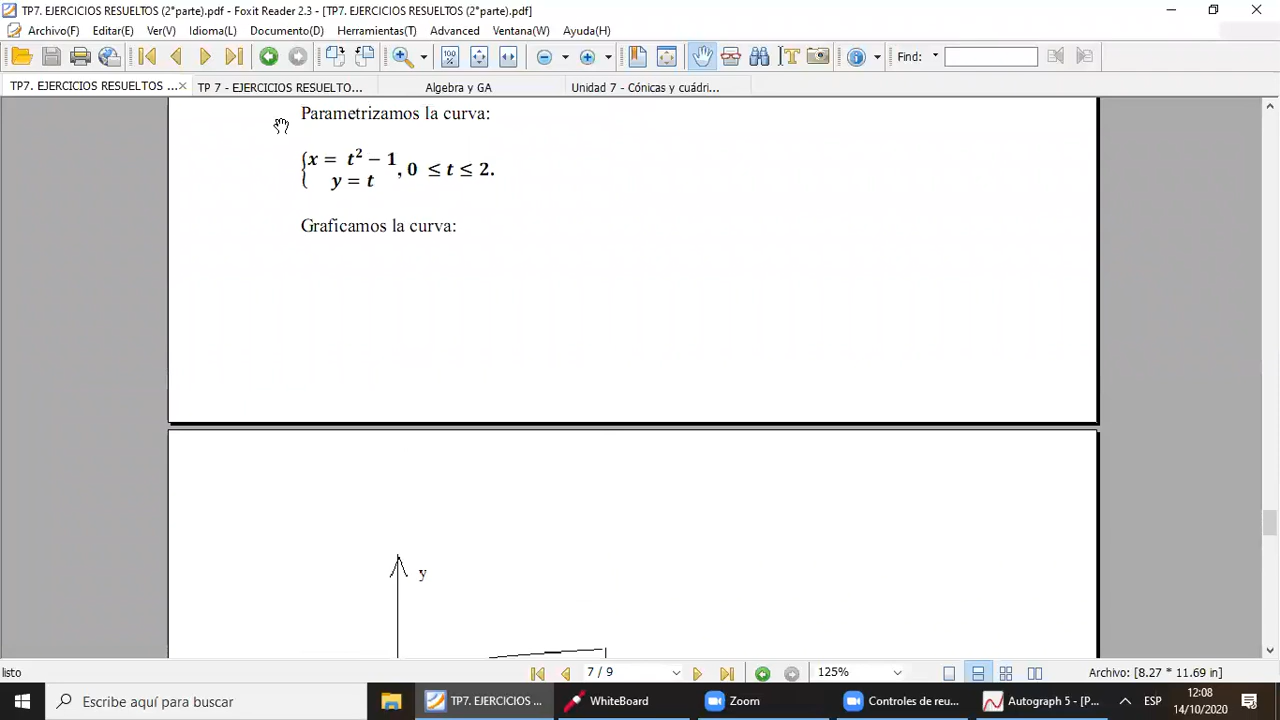 TP7. EJERCICIOS RESUELTOS (2°parte).pdf - Foxit Reader 2.3 - [TP7. EJERCICIOS RESUELTOS (2°parte).pdf]
Archivo(F) Editar(E) Ver(V) Idioma(L) Documento(D) Herramientas(T) Advanced Ventana(W) Ayuda(H)
Find:
TP7. EJERCICIOS RESUELTOS ... TP 7 - EJERCICIOS RESUELTO... Algebra y GA Unidad 7 - Cónicas y cuádri...
Parametrizamos la curva:
x = t² − 1
y = t , 0 ≤ t ≤ 2.
Graficamos la curva:
y
listo 7 / 9 125% Archivo: [8.27 * 11.69 in]
Escribe aquí para buscar TP7. EJERCICIOS ... WhiteBoard Zoom Controles de reu... Autograph 5 - [P... ESP 12:08
14/10/2020